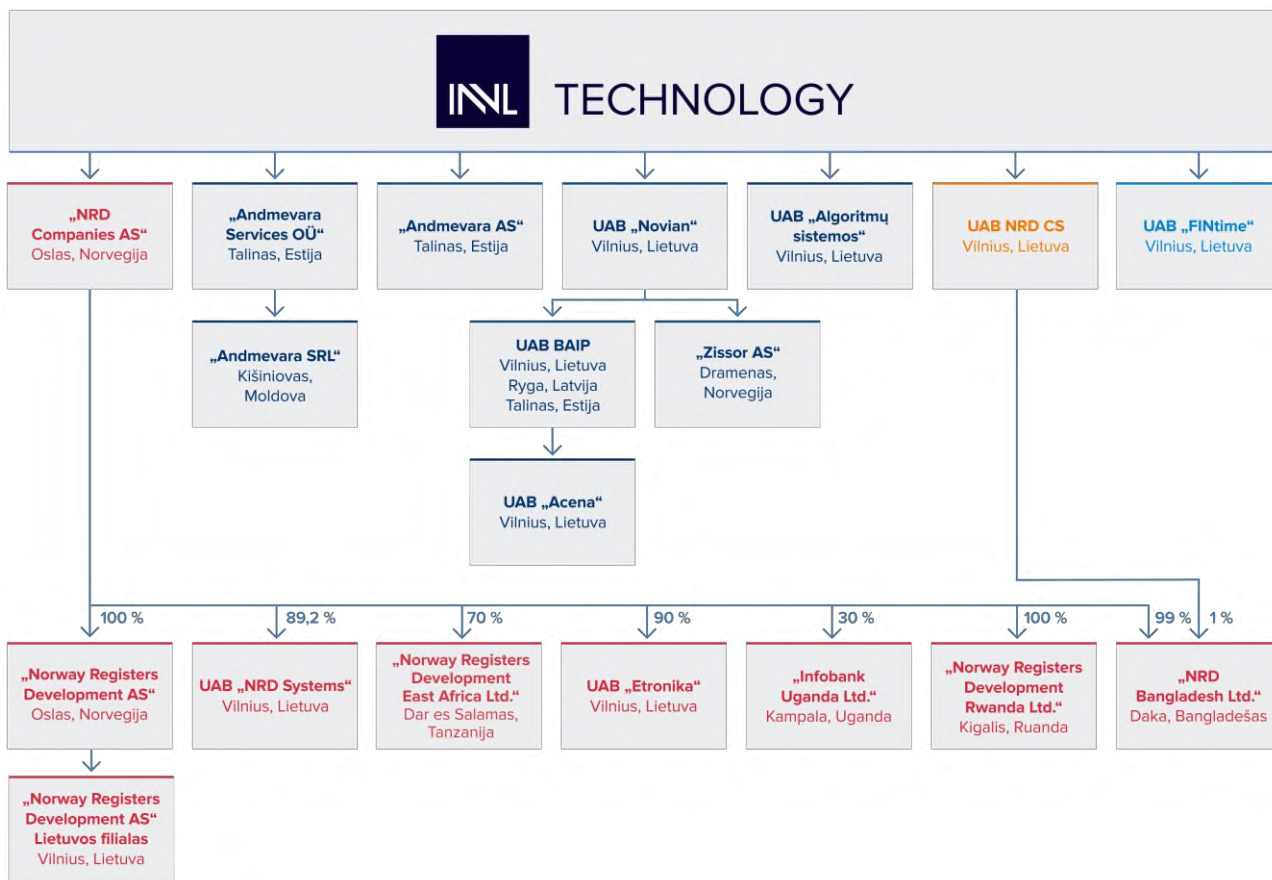 INVL TECHNOLOGY
„NRD
Companies AS“
Oslas, Norvegija
„Andmevara
Services OÜ“
Talinas, Estija
„Andmevara AS“
Talinas, Estija
UAB „Novian“
Vilnius, Lietuva
UAB „Algoritmų
sistemos“
Vilnius, Lietuva
UAB NRD CS
Vilnius, Lietuva
UAB „FINtime“
Vilnius, Lietuva
„Andmevara SRL“
Kišiniovas,
Moldova
UAB BAIP
Vilnius, Lietuva
Ryga, Latvija
Talinas, Estija
„Zissor AS“
Dramenas,
Norvegija
UAB „Acena“
Vilnius, Lietuva
100 %
89,2 %
70 %
90 %
30 %
100 %
99 %
1 %
„Norway Registers
Development AS“
Oslas, Norvegija
UAB „NRD Systems“
Vilnius, Lietuva
„Norway Registers
Development
East Africa Ltd.“
Dar es Salamas,
Tanzanija
UAB „Etronika“
Vilnius, Lietuva
„Infobank
Uganda Ltd.“
Kampala, Uganda
„Norway Registers
Development
Rwanda Ltd.“
Kigalis, Ruanda
„NRD
Bangladesh Ltd.“
Daka, Bangladešas
„Norway Registers
Development AS“
Lietuvos filialas
Vilnius, Lietuva